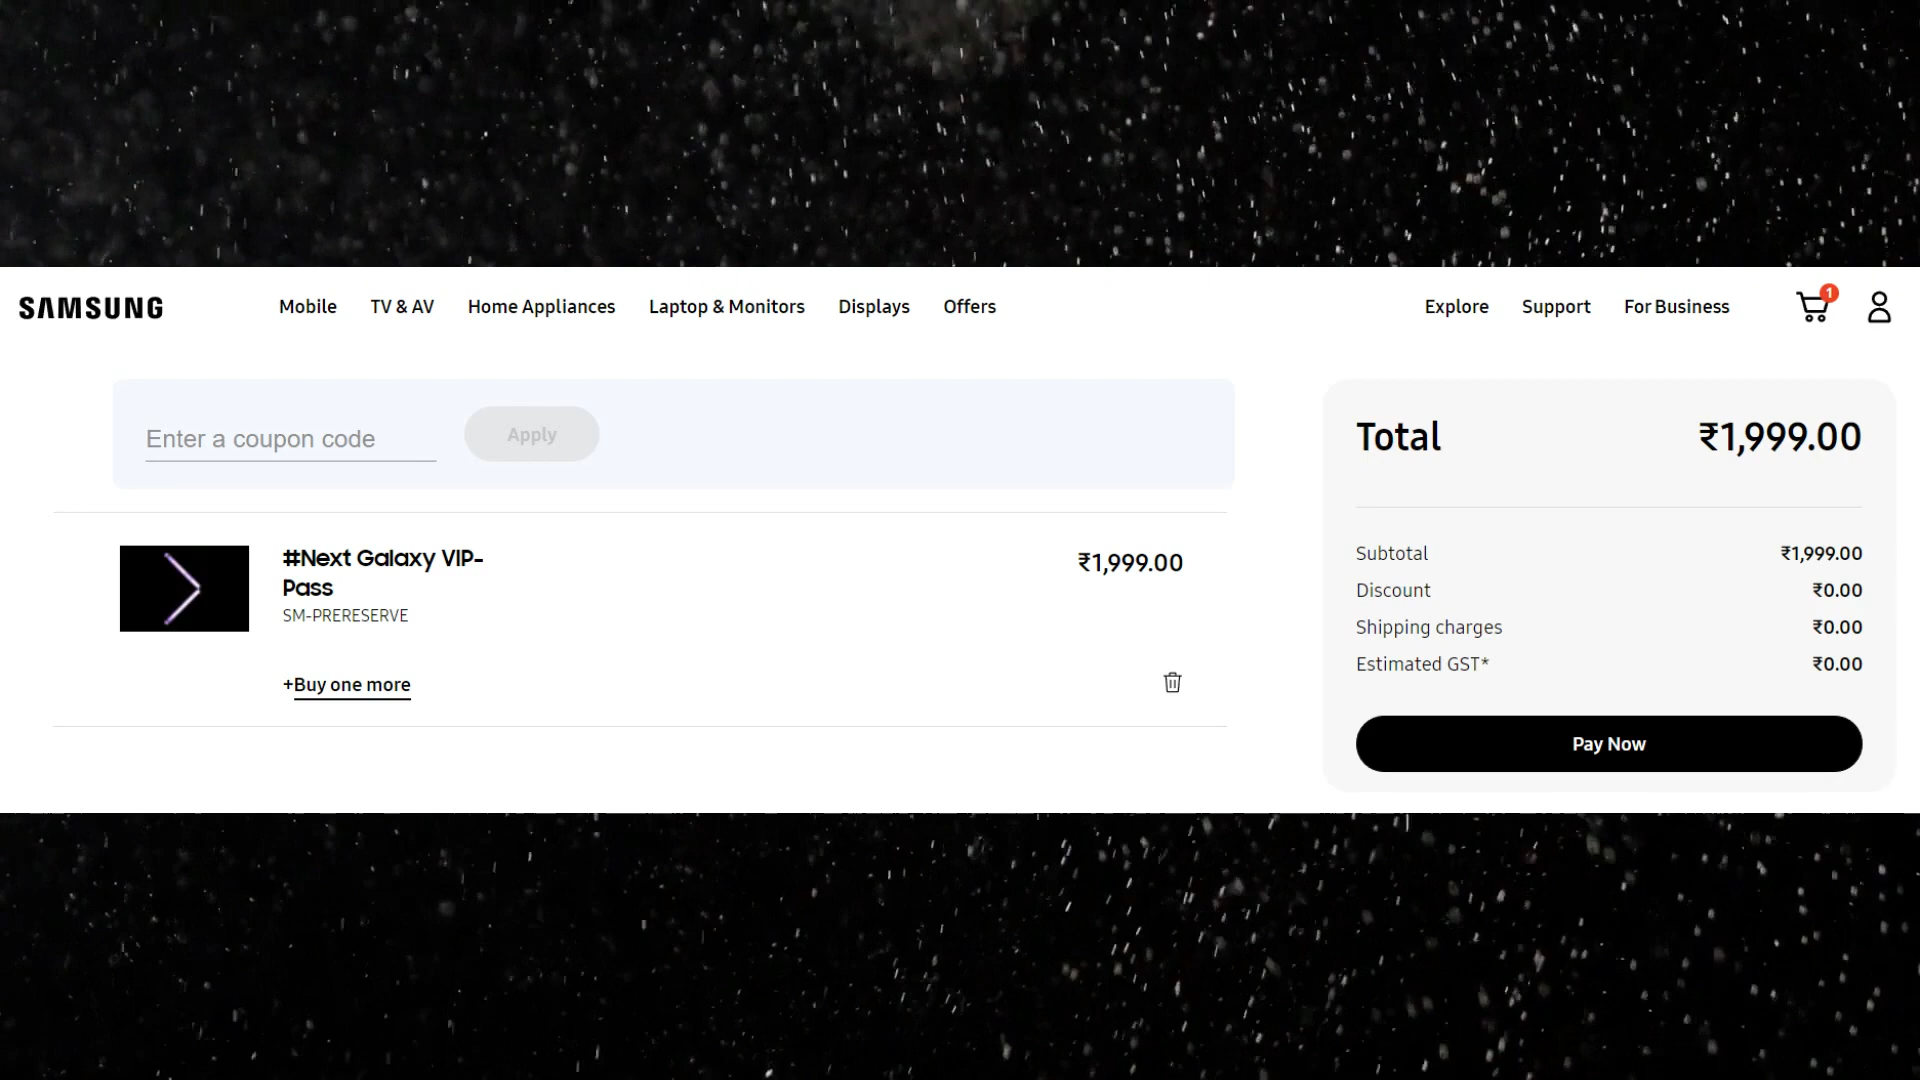 SAMSUNG
Mobile TV & AV Home Appliances Laptop & Monitors Displays Offers
Explore Support For Business
1
Enter a coupon code Apply
#Next Galaxy VIP-
Pass
SM-PRERESERVE
₹1,999.00
+Buy one more
Total ₹1,999.00
Subtotal ₹1,999.00
Discount ₹0.00
Shipping charges ₹0.00
Estimated GST* ₹0.00
Pay Now